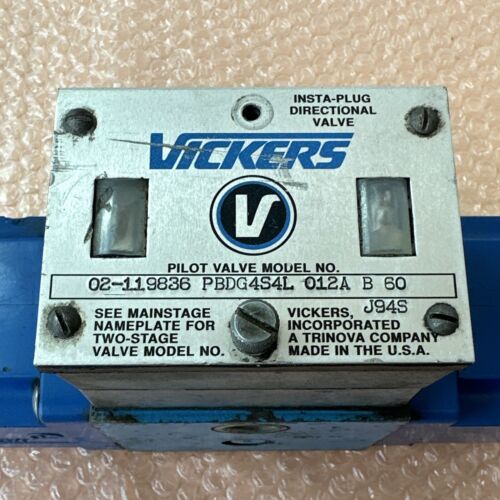 INSTA-PLUG
DIRECTIONAL
VALVE
VICKERS
V
PILOT VALVE MODEL NO.
02-119836 PBDG4S4L 012A B 60
J94S
SEE MAINSTAGE
NAMEPLATE FOR
TWO-STAGE
VALVE MODEL NO.
VICKERS,
INCORPORATED
A TRINOVA COMPANY
MADE IN THE U.S.A.